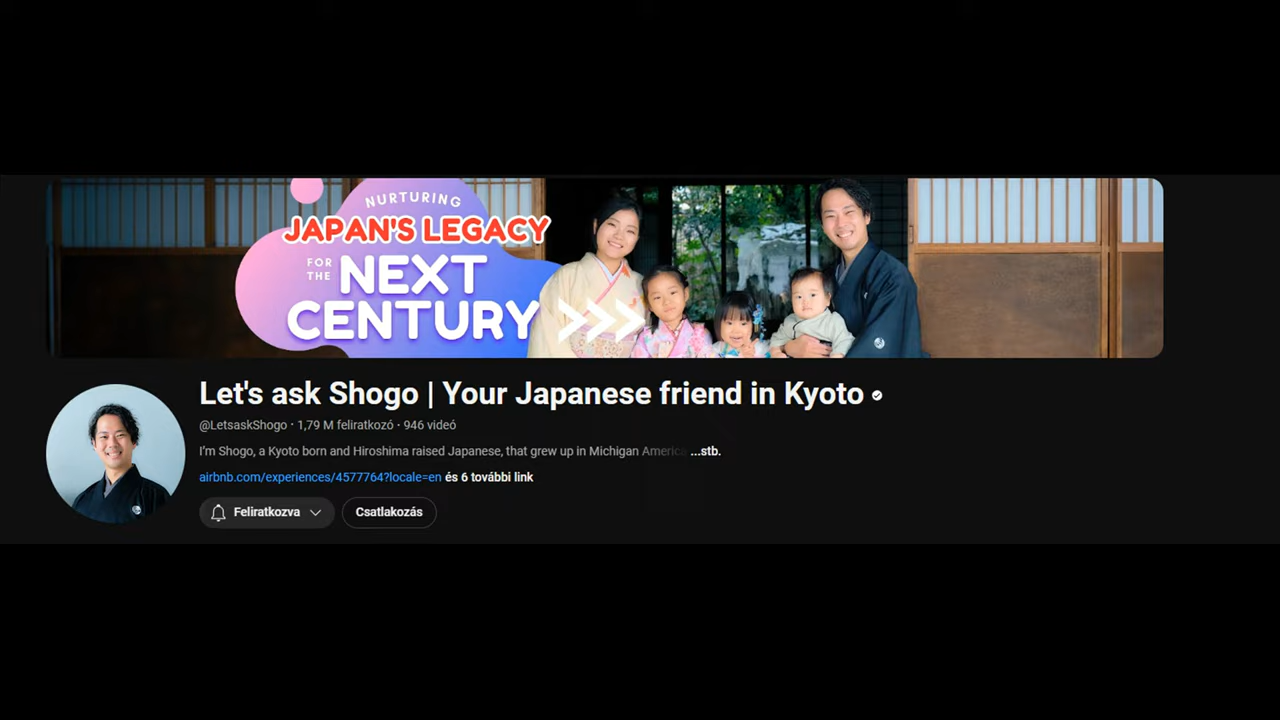 NURTURING
JAPAN'S LEGACY
FOR THE NEXT
CENTURY
Let's ask Shogo | Your Japanese friend in Kyoto
@LetsaskShogo · 1,79 M feliratkozó · 946 videó
I'm Shogo, a Kyoto born and Hiroshima raised Japanese, that grew up in Michigan America ...stb.
airbnb.com/experiences/4577764?locale=en és 6 további link
Feliratkozva Csatlakozás